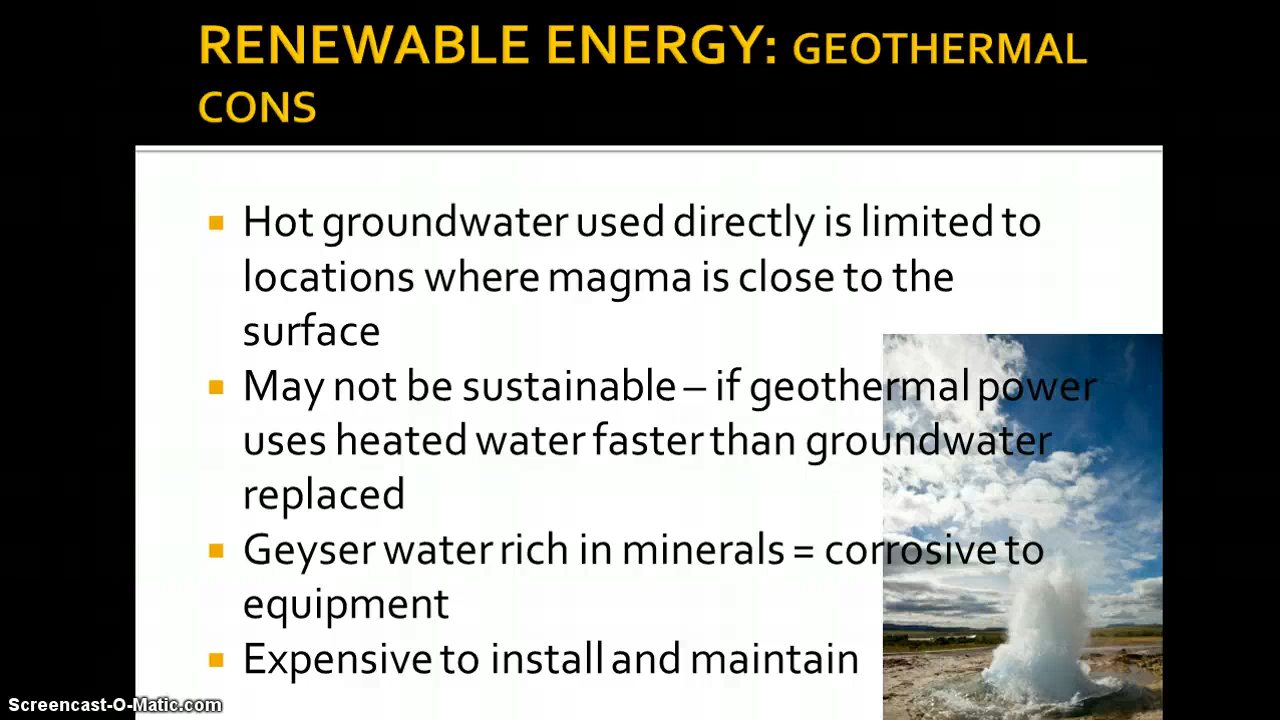 RENEWABLE ENERGY: GEOTHERMAL
CONS
Hot groundwater used directly is limited to
locations where magma is close to the
surface
May not be sustainable – if geothermal power
uses heated water faster than groundwater
replaced
Geyser water rich in minerals = corrosive to
equipment
Expensive to install and maintain
Screencast-O-Matic.com